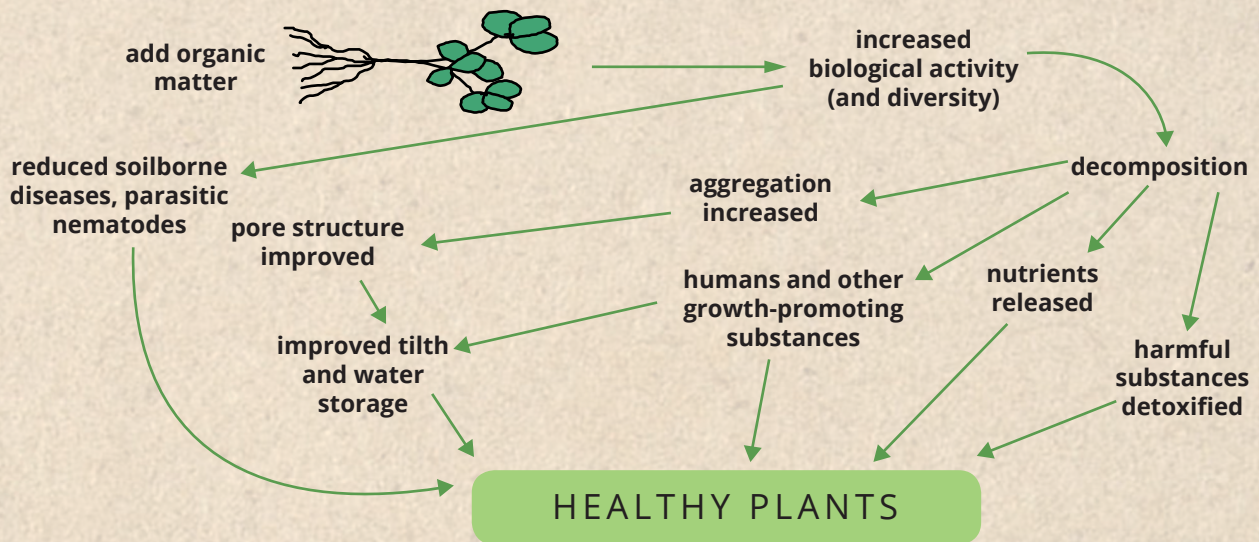 add organic
matter
increased
biological activity
(and diversity)
reduced soilborne
diseases, parasitic
nematodes
decomposition
aggregation
increased
pore structure
improved
humans and other
growth-promoting
substances
nutrients
released
improved tilth
and water
storage
harmful
substances
detoxified
HEALTHY PLANTS